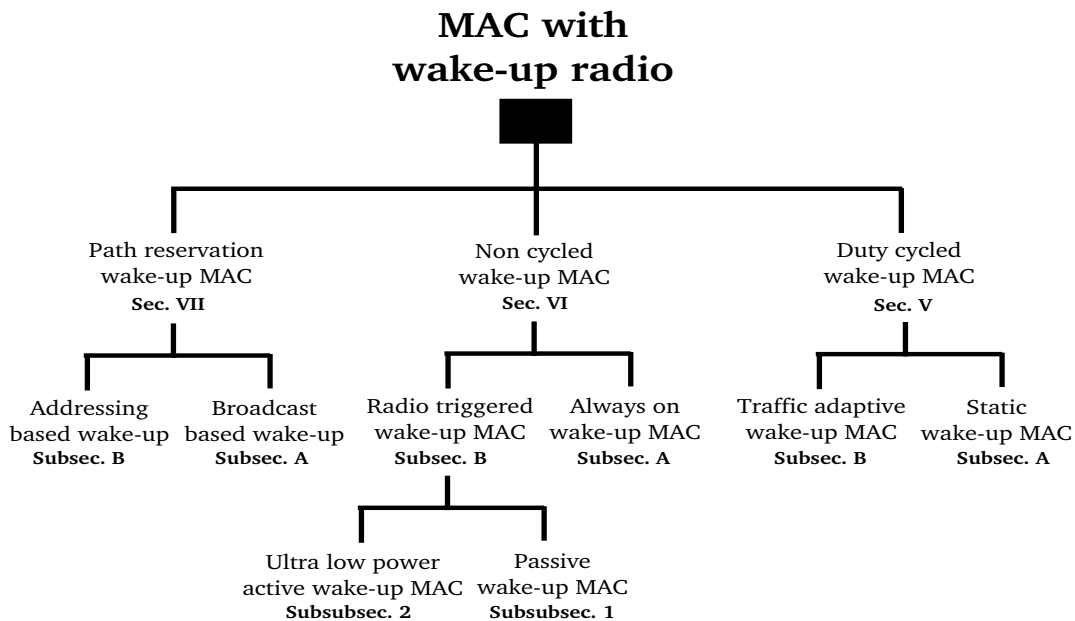 MAC with
wake-up radio
Path reservation
wake-up MAC
Sec. VII
Non cycled
wake-up MAC
Sec. VI
Duty cycled
wake-up MAC
Sec. V
Addressing
based wake-up
Subsec. B
Broadcast
based wake-up
Subsec. A
Radio triggered
wake-up MAC
Subsec. B
Always on
wake-up MAC
Subsec. A
Traffic adaptive
wake-up MAC
Subsec. B
Static
wake-up MAC
Subsec. A
Ultra low power
active wake-up MAC
Subsubsec. 2
Passive
wake-up MAC
Subsubsec. 1